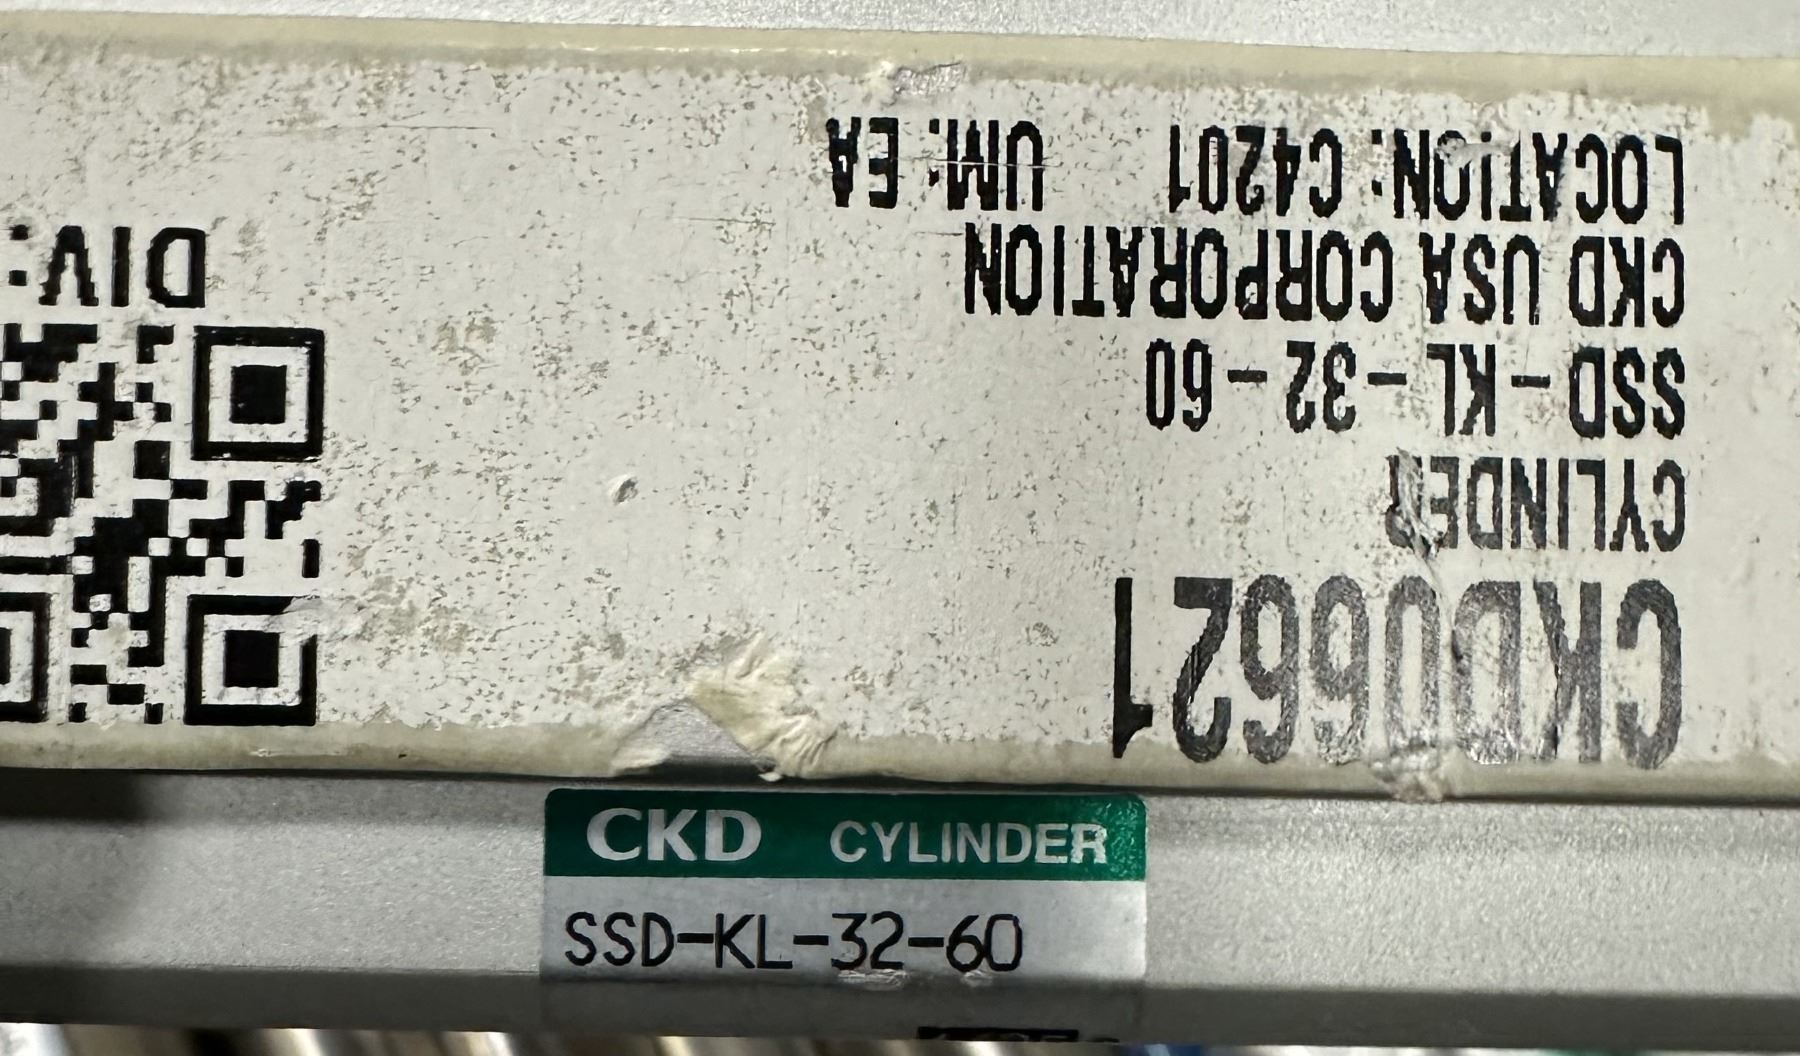 CKD06621
CYLINDER
SSD-KL-32-60
CKD USA CORPORATION
LOCATION: C4201 UM: EA
DIV:
CKD CYLINDER
SSD-KL-32-60